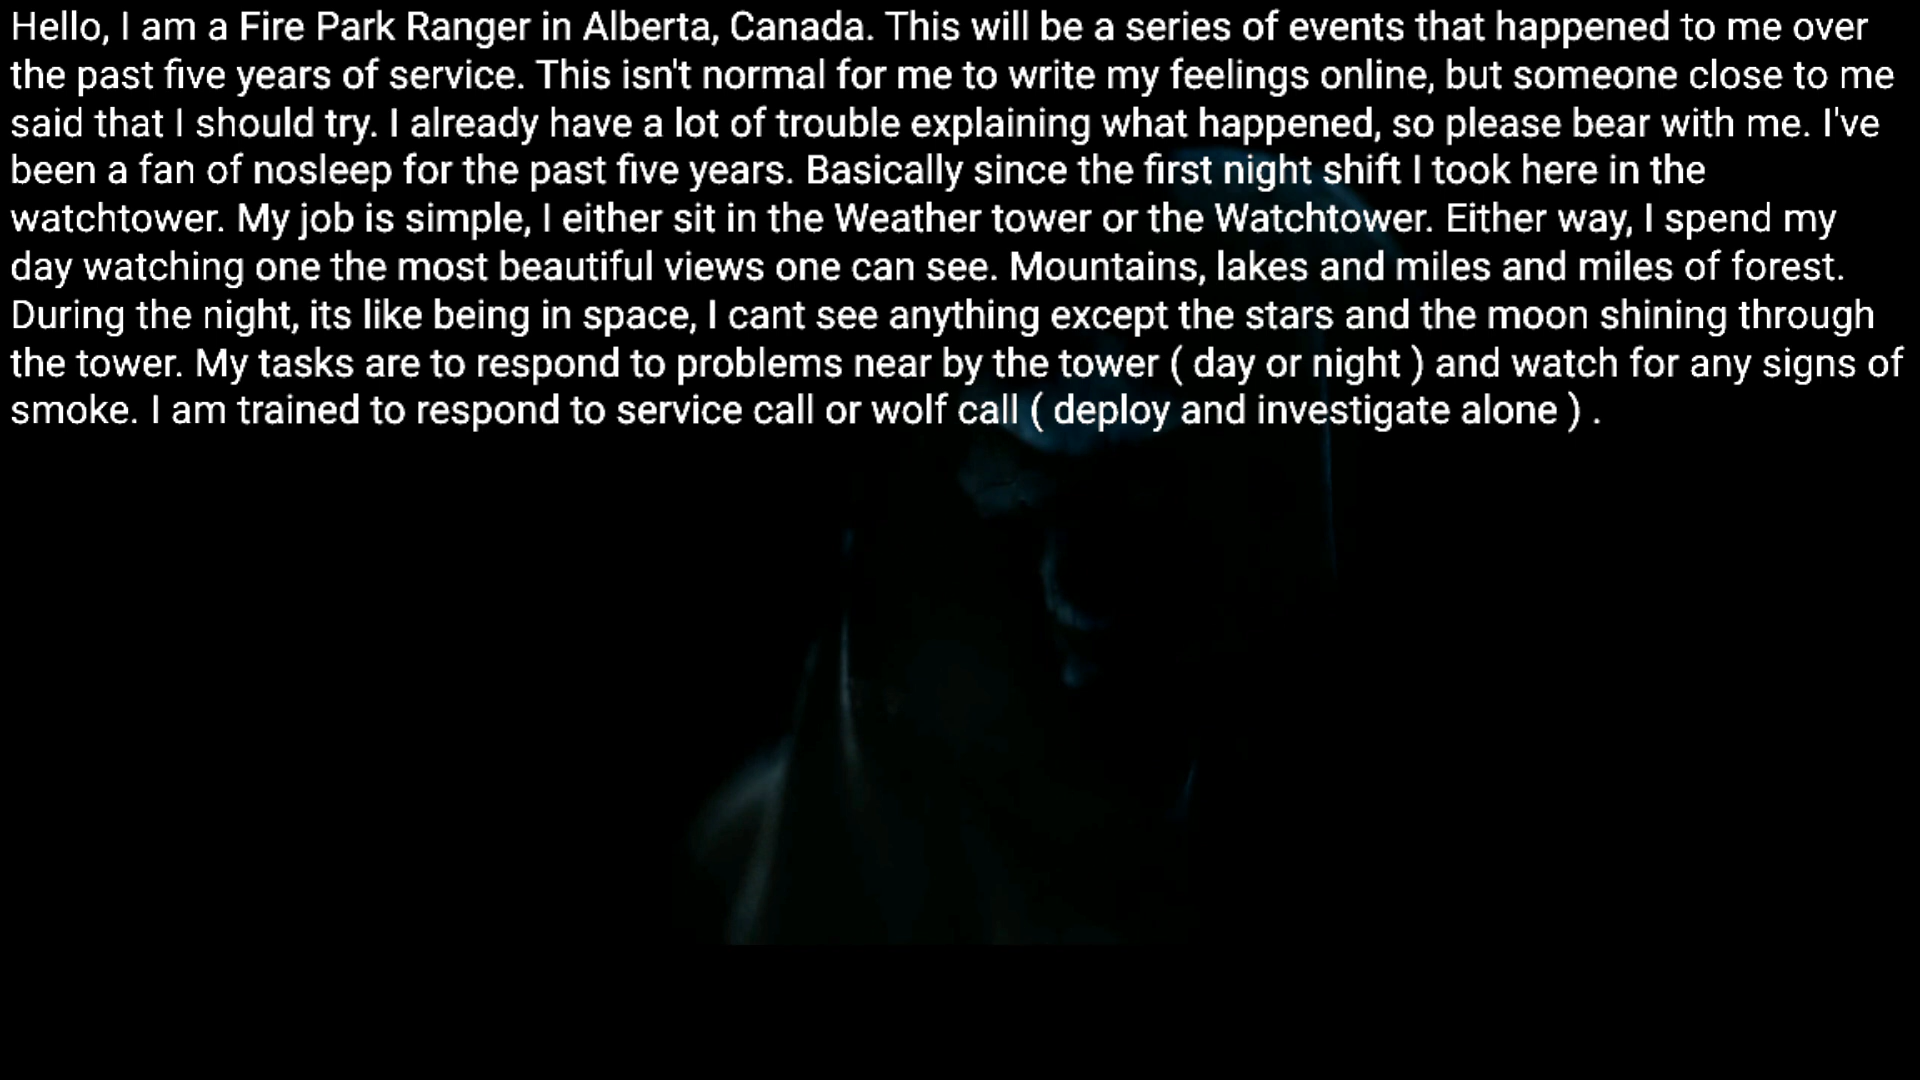 Hello, I am a Fire Park Ranger in Alberta, Canada. This will be a series of events that happened to me over
the past five years of service. This isn't normal for me to write my feelings online, but someone close to me
said that I should try. I already have a lot of trouble explaining what happened, so please bear with me. I've
been a fan of nosleep for the past five years. Basically since the first night shift I took here in the
watchtower. My job is simple, I either sit in the Weather tower or the Watchtower. Either way, I spend my
day watching one the most beautiful views one can see. Mountains, lakes and miles and miles of forest.
During the night, its like being in space, I cant see anything except the stars and the moon shining through
the tower. My tasks are to respond to problems near by the tower ( day or night ) and watch for any signs of
smoke. I am trained to respond to service call or wolf call ( deploy and investigate alone ) .